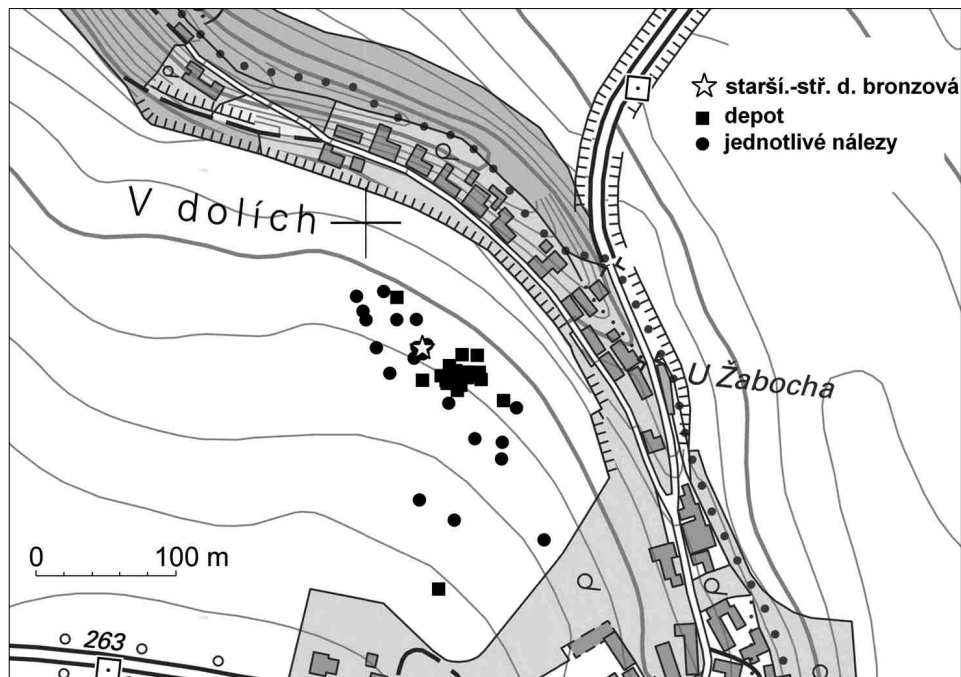 starší.-stř. d. bronzová
depot
jednotlivé nálezy
V dolích
U Žabocha
0 100 m
263